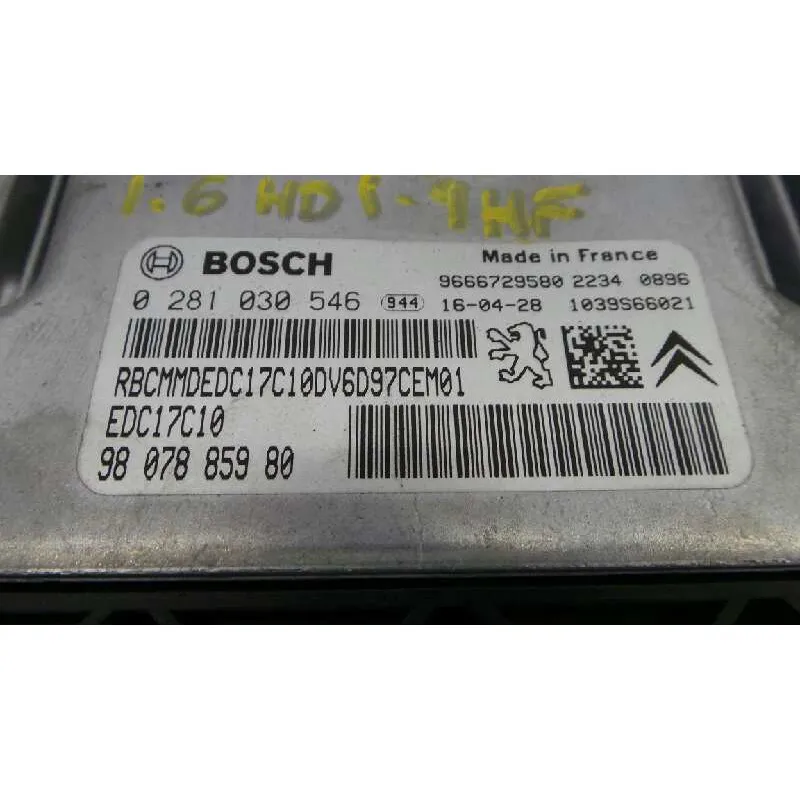 1.6 HDI-9HF
BOSCH
Made in France
9666729580 2234 0896
0 281 030 546 944 16-04-28 1039S66021
RBCMMDEDC17C10DV6D97CEM01
EDC17C10
98 078 859 80